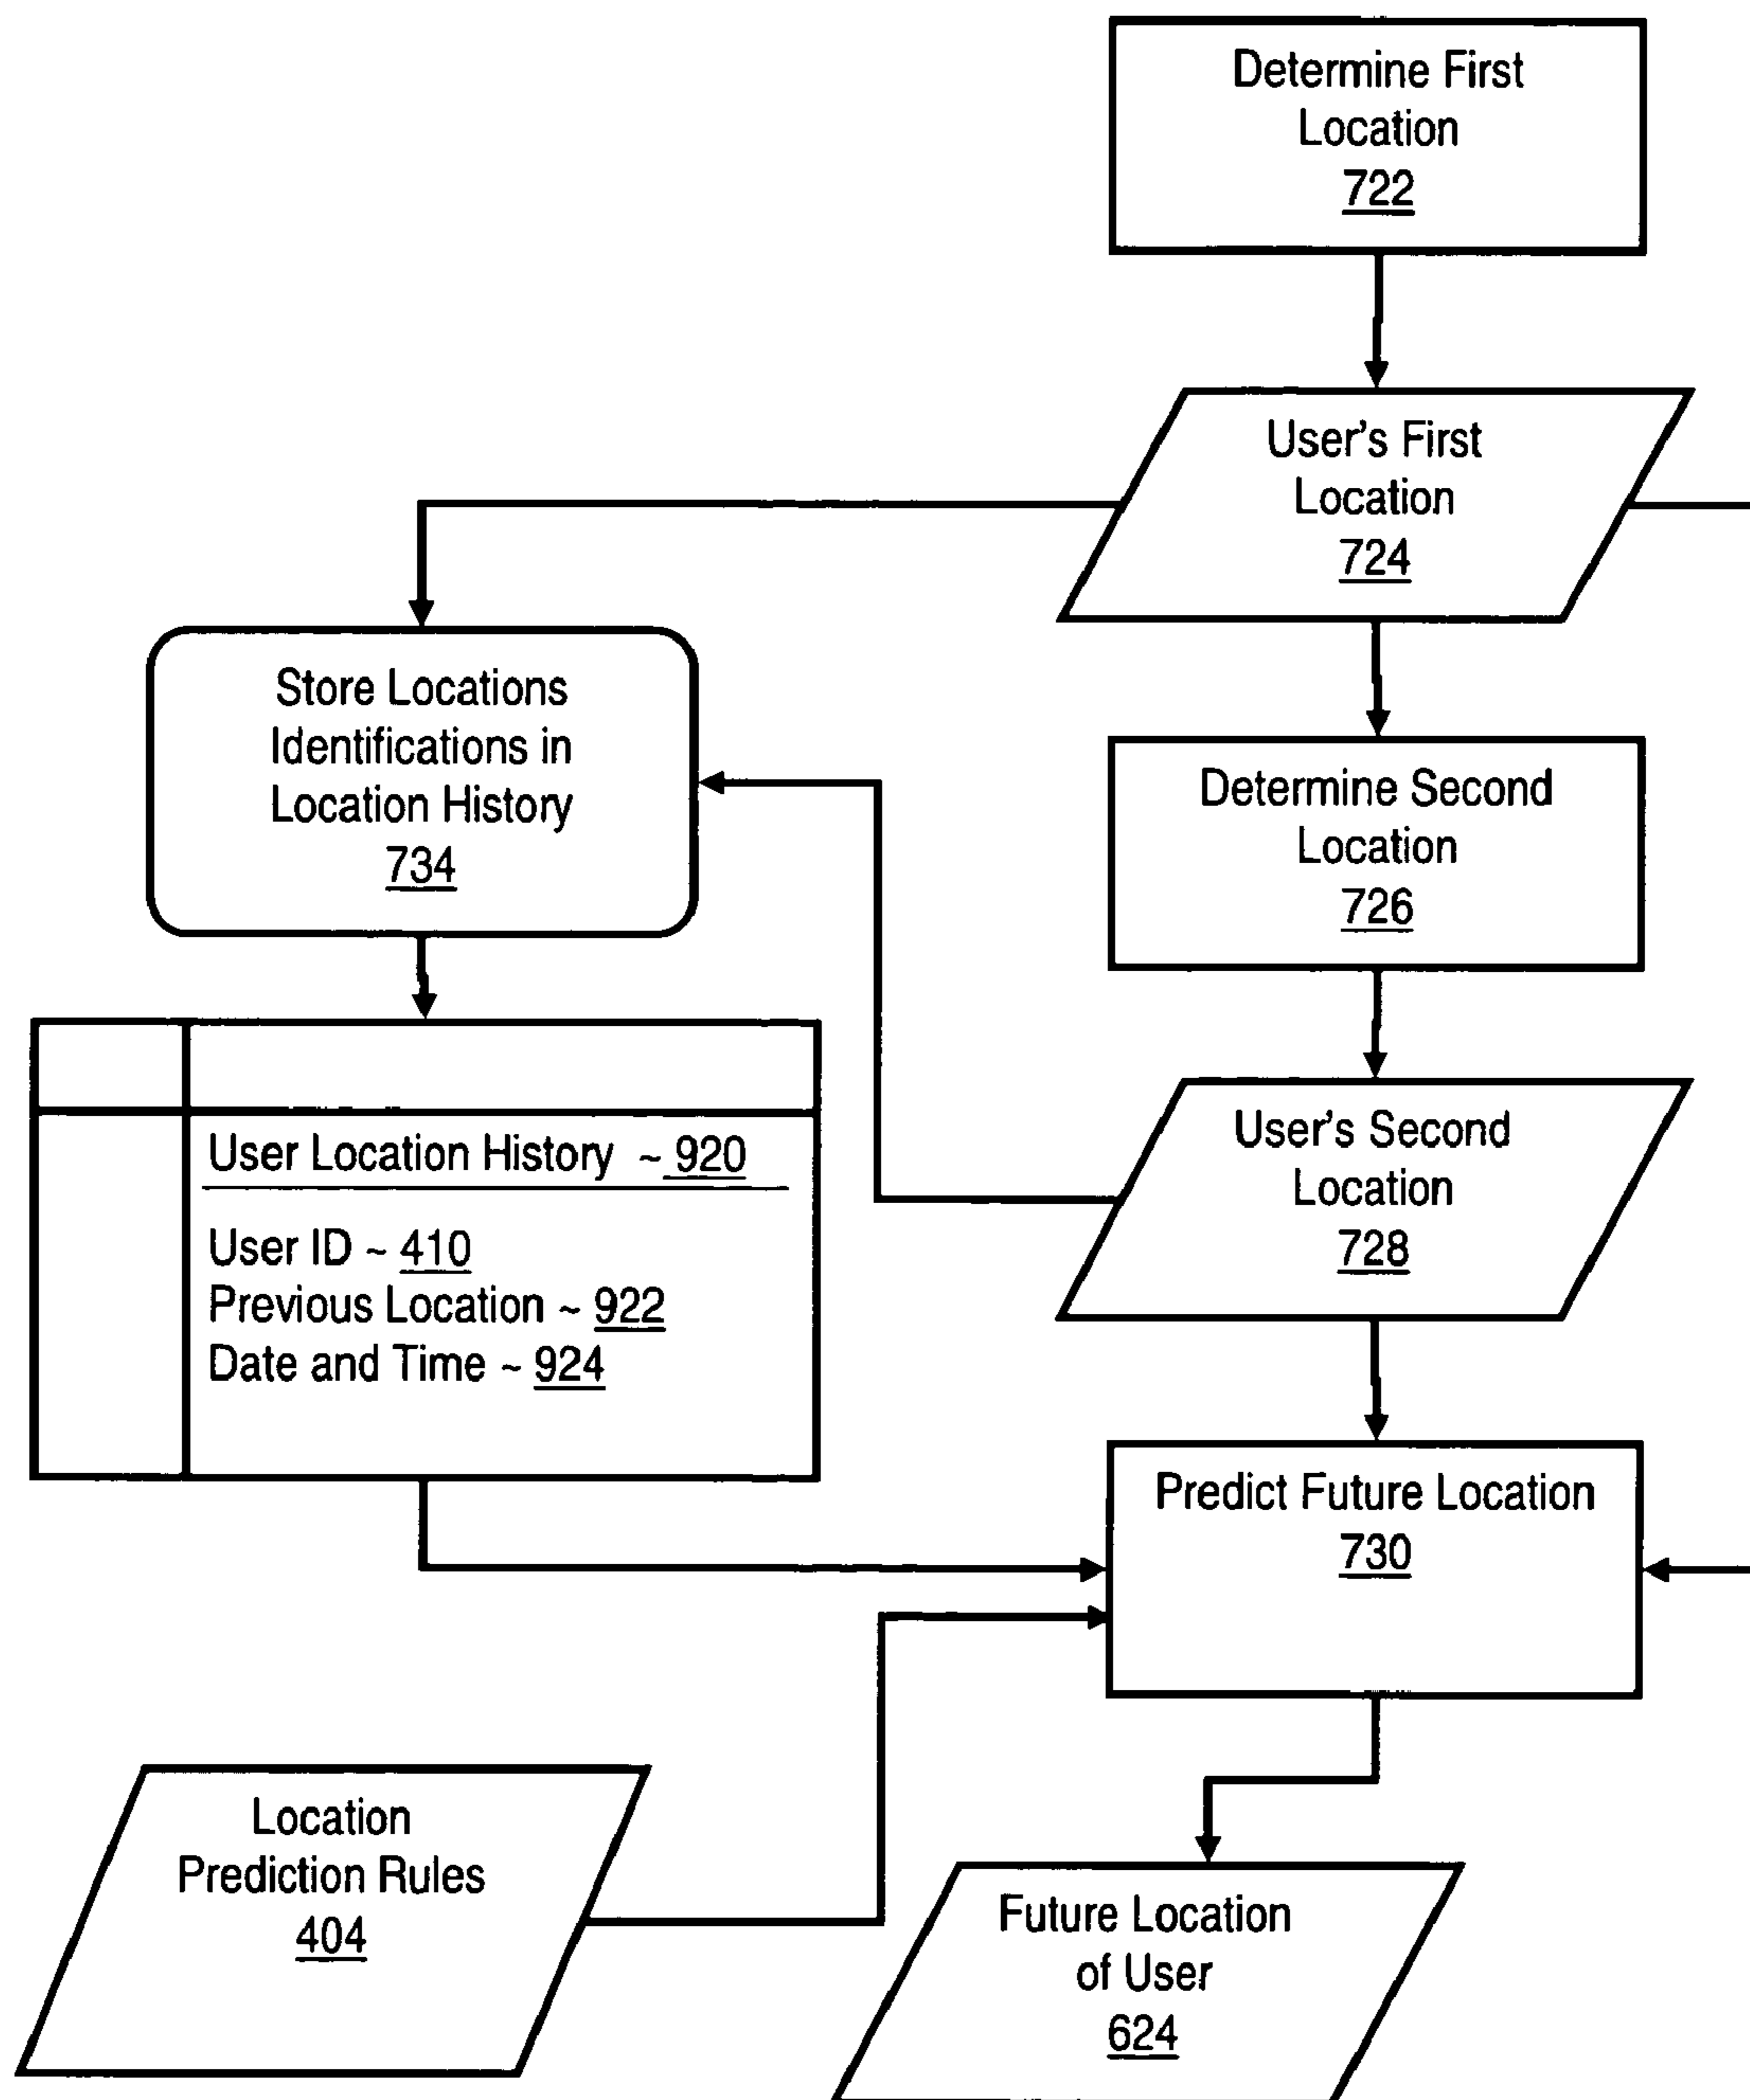 Determine First
Location
722
User's First
Location
724
Store Locations
Identifications in
Location History
734
Determine Second
Location
726
User Location History ~ 920
User ID ~ 410
Previous Location ~ 922
Date and Time ~ 924
User's Second
Location
728
Predict Future Location
730
Location
Prediction Rules
404
Future Location
of User
624